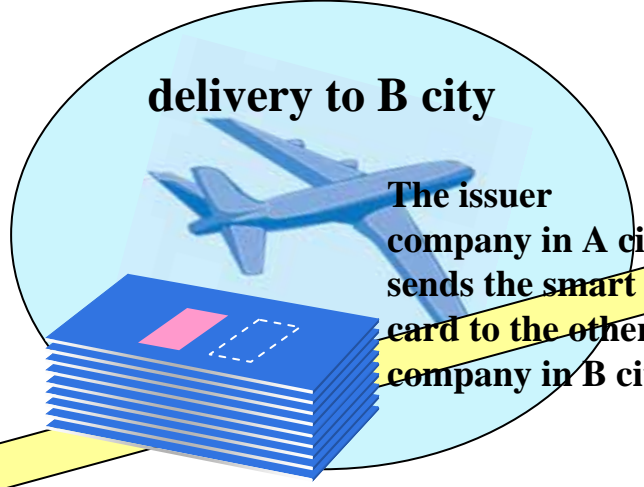 delivery to B city
The issuer
company in A ci
sends the smart
card to the other
company in B ci